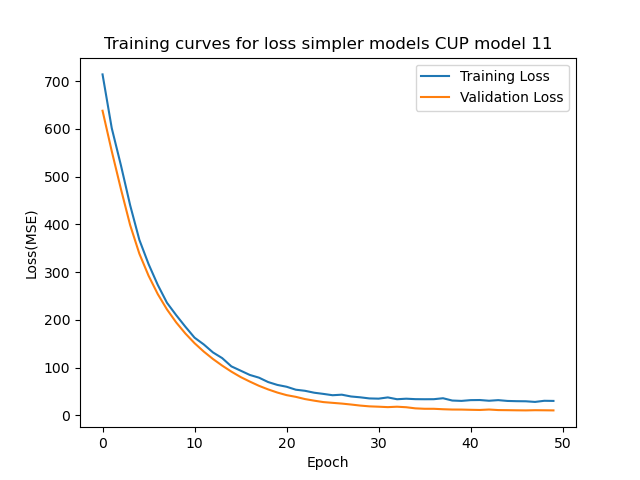 Training curves for loss simpler models CUP model 11
Training Loss
Validation Loss
Loss(MSE)
700
600
500
400
300
200
100
0
0 10 20 30 40 50
Epoch